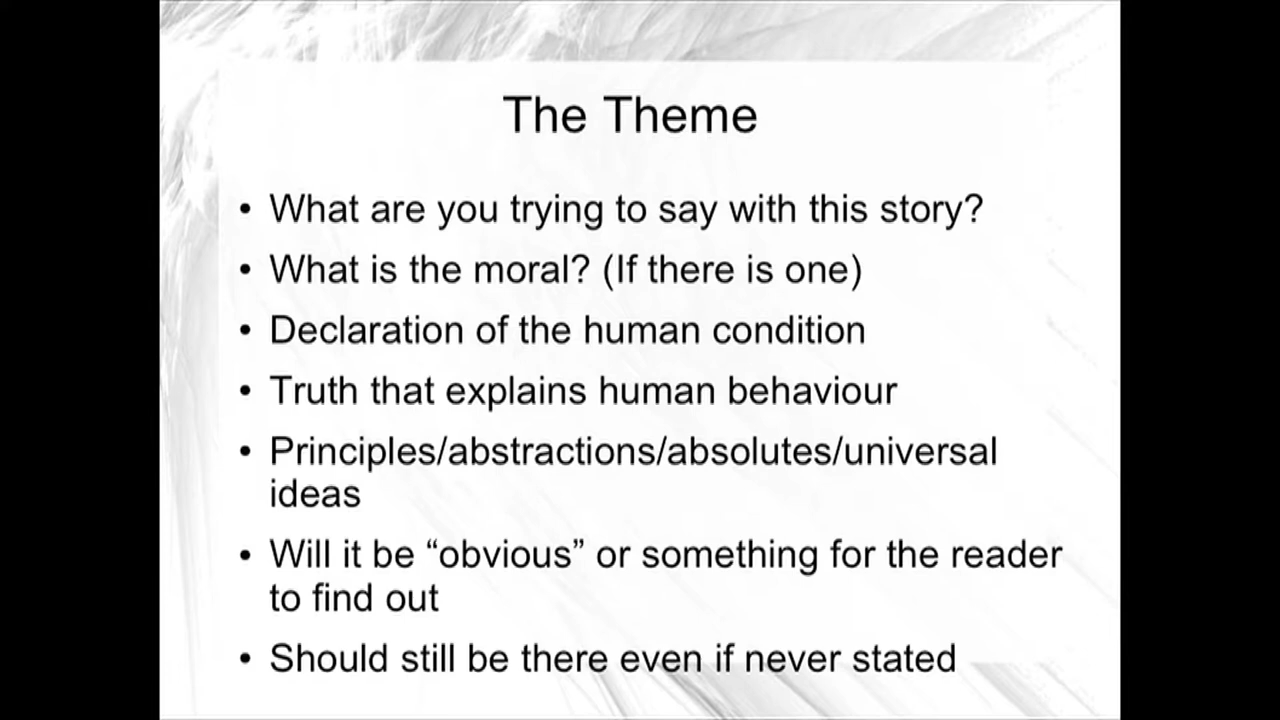 The Theme
• What are you trying to say with this story?
• What is the moral? (If there is one)
• Declaration of the human condition
• Truth that explains human behaviour
• Principles/abstractions/absolutes/universal
ideas
• Will it be “obvious” or something for the reader
to find out
• Should still be there even if never stated